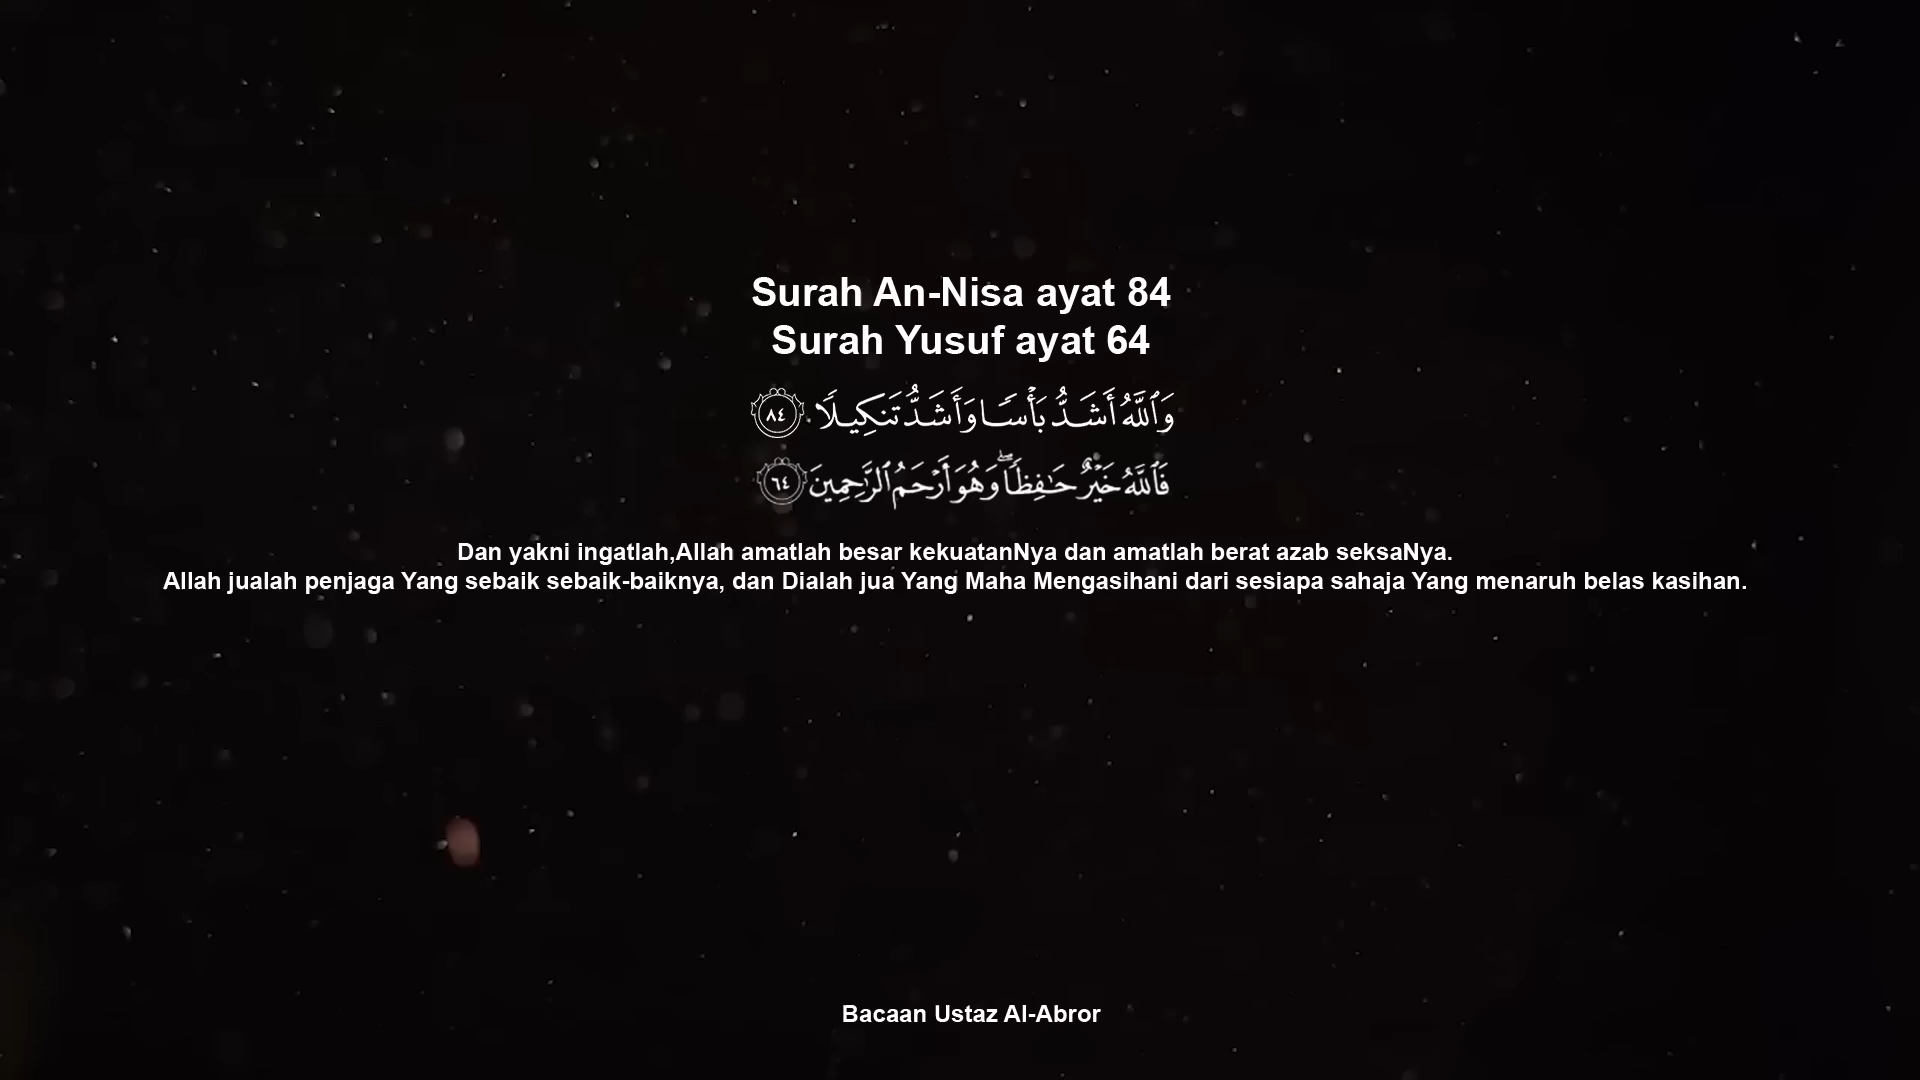 Surah An-Nisa ayat 84
Surah Yusuf ayat 64
وَٱللَّهُ أَشَدُّ بَأْسًا وَأَشَدُّ تَنكِيلًا ٨٤
فَٱللَّهُ خَيْرٌ حَٰفِظًا ۖ وَهُوَ أَرْحَمُ ٱلرَّٰحِمِينَ ٦٤
Dan yakni ingatlah,Allah amatlah besar kekuatanNya dan amatlah berat azab seksaNya.
Allah jualah penjaga Yang sebaik sebaik-baiknya, dan Dialah jua Yang Maha Mengasihani dari sesiapa sahaja Yang menaruh belas kasihan.
Bacaan Ustaz Al-Abror